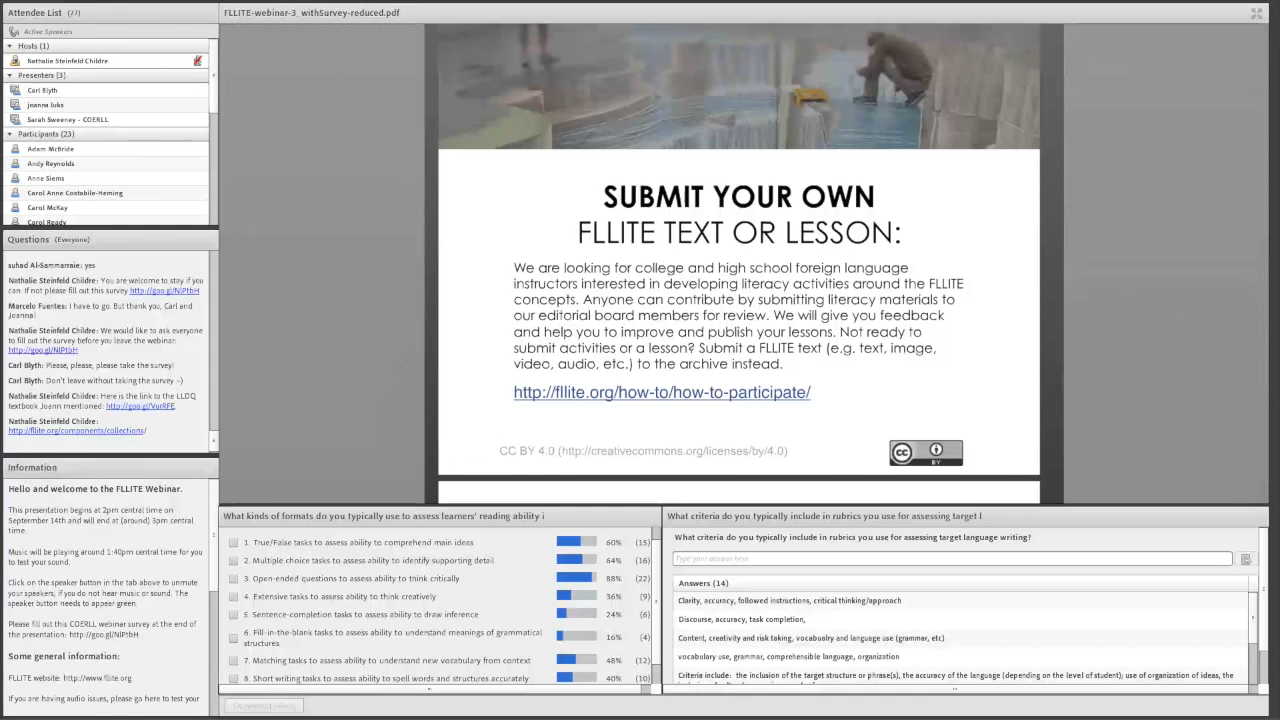 Attendee List (27)
Active Speakers
Hosts (1)
Nathalie Steinfeld Childre
Presenters (3)
Carl Blyth
joanna luks
Sarah Sweeney - COERLL
Participants (23)
Adam McBride
Andy Reynolds
Anne Siems
Carol Anne Costabile-Heming
Carol McKay
Carol Ready
Questions (Everyone)
suhad Al-Sammarraie: yes
Nathalie Steinfeld Childre: You are welcome to stay if you
can. If not please fill out this survey http://goo.gl/NlPtbH
Marcelo Fuentes: I have to go. But thank you, Carl and
Joanna!
Nathalie Steinfeld Childre: We would like to ask everyone
to fill out the survey before you leave the webinar:
http://goo.gl/NlPtbH
Carl Blyth: Please, please, please take the survey!
Carl Blyth: Don't leave without taking the survey :-)
Nathalie Steinfeld Childre: Here is the link to the LLDQ
textbook Joann mentioned: http://goo.gl/VurRFE.
Nathalie Steinfeld Childre:
http://fllite.org/components/collections/
Information
Hello and welcome to the FLLITE Webinar.
This presentation begins at 2pm central time on
September 14th and will end at (around) 3pm central
time.
Music will be playing around 1:40pm central time for you
to test your sound.
Click on the speaker button in the tab above to unmute
your speakers, if you do not hear music or sound. The
speaker button needs to appear green.
Please fill out this COERLL webinar survey at the end of
the presentation: http://goo.gl/NlPtbH
Some general information:
FLLITE website: http://www.fllite.org
If you are having audio issues, please go here to test your
FLLITE-webinar-3_withSurvey-reduced.pdf
SUBMIT YOUR OWN
FLLITE TEXT OR LESSON:
We are looking for college and high school foreign language
instructors interested in developing literacy activities around the FLLITE
concepts. Anyone can contribute by submitting literacy materials to
our editorial board members for review. We will give you feedback
and help you to improve and publish your lessons. Not ready to
submit activities or a lesson? Submit a FLLITE text (e.g. text, image,
video, audio, etc.) to the archive instead.
http://fllite.org/how-to/how-to-participate/
CC BY 4.0 (http://creativecommons.org/licenses/by/4.0)
cc
BY
What kinds of formats do you typically use to assess learners' reading ability i
1. True/False tasks to assess ability to comprehend main ideas 60% (15)
2. Multiple choice tasks to identify supporting detail 64% (16)
3. Open-ended questions to assess ability to think critically 88% (22)
4. Extensive tasks to assess ability to think creatively 36% (9)
5. Sentence-completion tasks to assess ability to draw inference 24% (6)
6. Fill-in-the-blank tasks to assess ability to understand meanings of grammatical
structures 16% (4)
7. Matching tasks to assess ability to understand new vocabulary from context 48% (12)
8. Short writing tasks to assess ability to spell words and structures accurately 40% (10)
Download File(s)
What criteria do you typically include in rubrics you use for assessing target l
What criteria do you typically include in rubrics you use for assessing target language writing?
Type your answer here
Answers (14)
Clarity, accuracy, followed instructions, critical thinking/approach
Discourse, accuracy, task completion,
Content, creativity and risk taking, vocabualry and language use (grammar, etc)
vocabulary use, grammar, comprehensible language, organization
Criteria include: the inclusion of the target structure or phrase(s), the accuracy of the language (depending on the level of student); use of organization of ideas, the